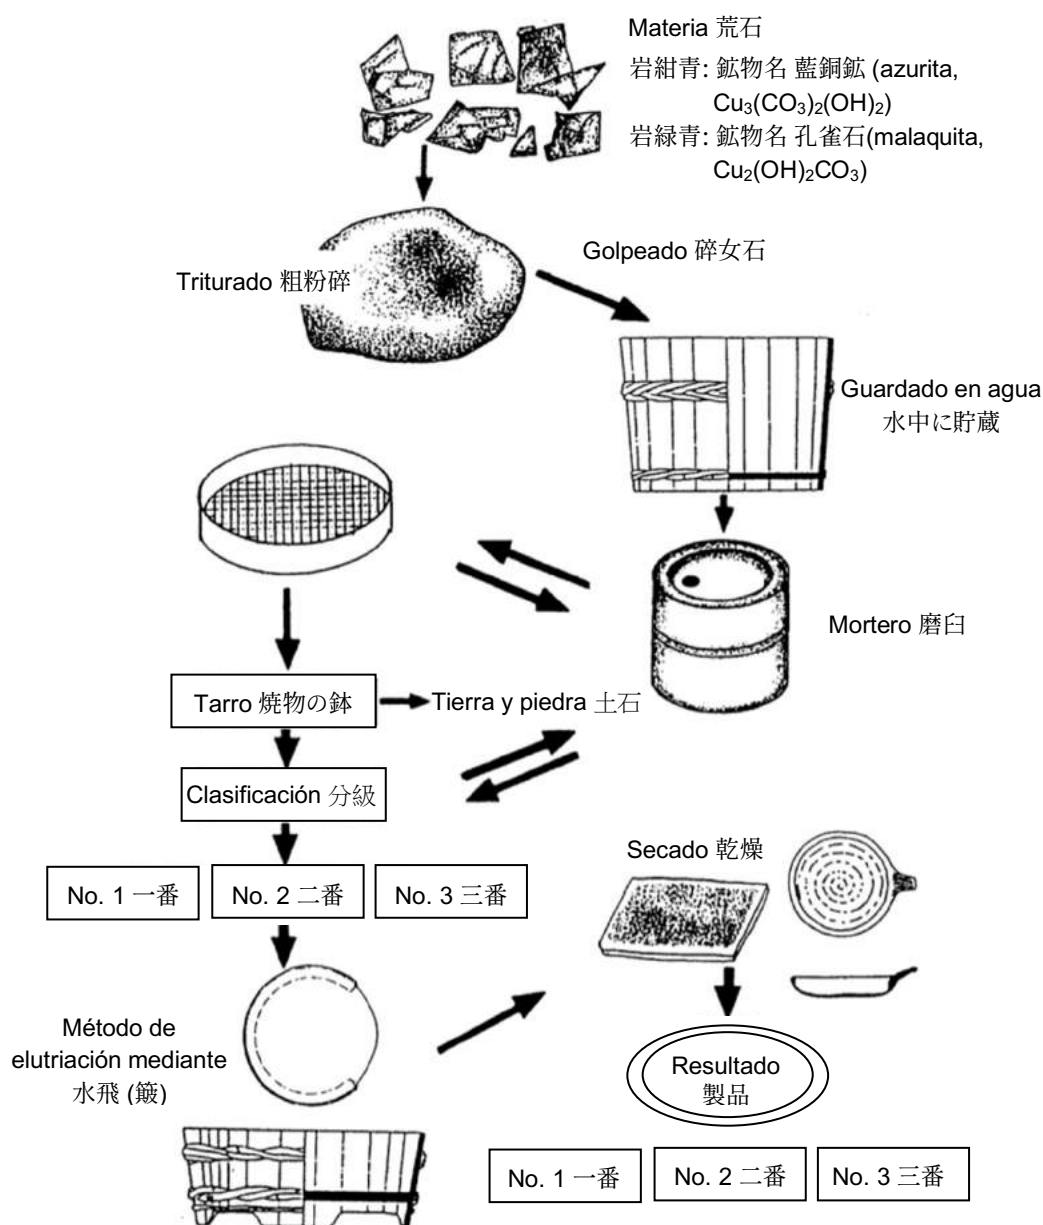 Materia 荒石
岩紺青: 鉱物名 藍銅鉱 (azurita,
Cu₃(CO₃)₂(OH)₂)
岩緑青: 鉱物名 孔雀石(malaquita,
Cu₂(OH)₂CO₃)
Golpeado 碎女石
Triturado 粗粉砕
Guardado en agua
水中に貯蔵
Mortero 磨臼
Tarro 焼物の鉢
Tierra y piedra 土石
Clasificación 分級
No. 1 一番
No. 2 二番
No. 3 三番
Secado 乾燥
Método de
elutriación mediante
水飛 (簸)
Resultado
製品
No. 1 一番
No. 2 二番
No. 3 三番